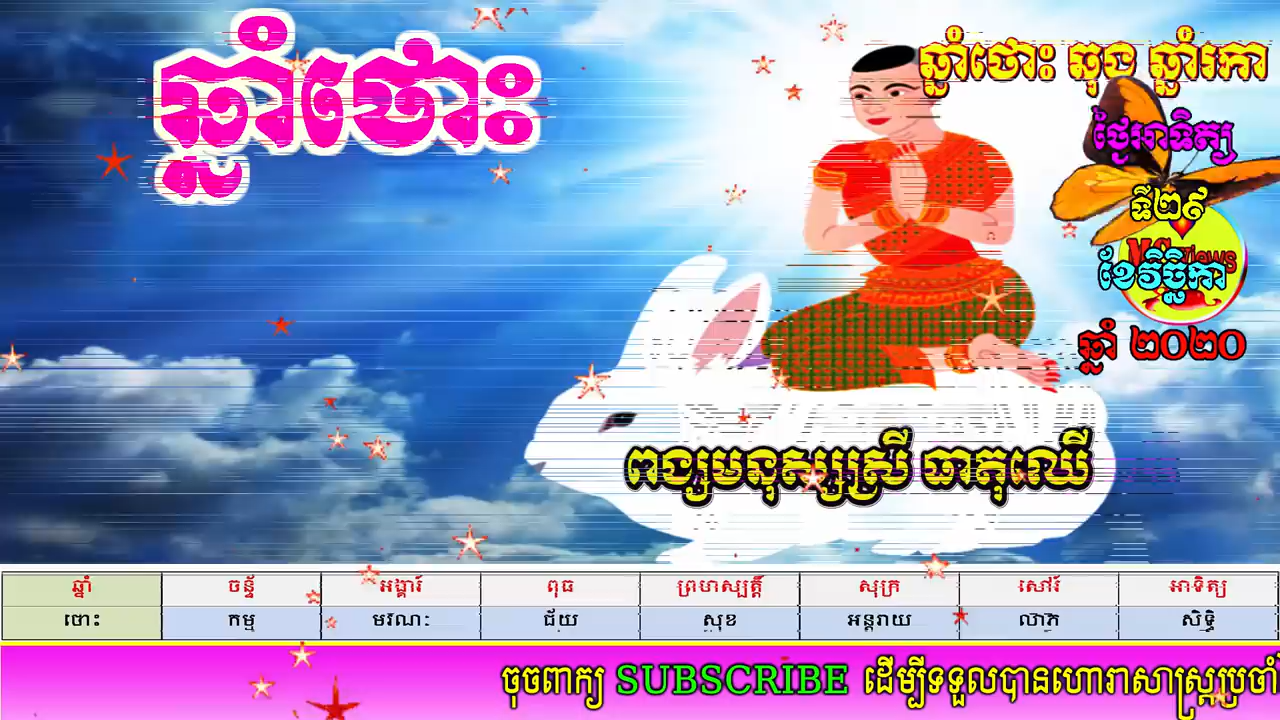 ឆ្នាំថោះ
ឆ្នាំថោះ ឆុង ឆ្នាំរកា
ថ្ងៃអាទិត្យ
ទី២៩
ខែវិច្ឆិកា
ឆ្នាំ ២០២០
ពង្សមនុស្សស្រី ធាតុឈើ
ឆ្នាំ ចន្ទ័ អង្គារ៍ ពុធ ព្រហស្បត្តិ៍ សុក្រ សៅរ៍ អាទិត្យ
ថោះ កម្ម មរណៈ ជ័យ សុខ អន្តរាយ លាភ សិទ្ធិ
ចុចពាក្យ SUBSCRIBE ដើម្បីទទួលបានហោរាសាស្ត្រប្រចាំ